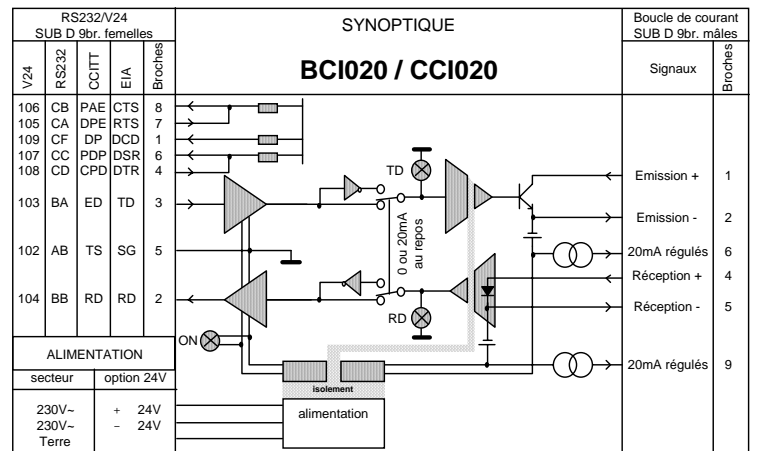 RS232/V24
SUB D 9br. femelles
SYNOPTIQUE
Boucle de courant
SUB D 9br. mâles
V24 RS232 CCITT EIA Broches
BCI020 / CCI020
Signaux Broches
106 CB PAE CTS 8
105 CA DPE RTS 7
109 CF DP DCD 1
107 CC PDP DSR 6
108 CD CPD DTR 4
103 BA ED TD 3
102 AB TS SG 5
104 BB RD RD 2
TD
0 ou 20mA
au repos
RD
ON
isolement
alimentation
Emission + 1
Emission - 2
20mA régulés 6
Réception + 4
Réception - 5
20mA régulés 9
ALIMENTATION
secteur option 24V
230V~ + 24V
230V~ − 24V
Terre